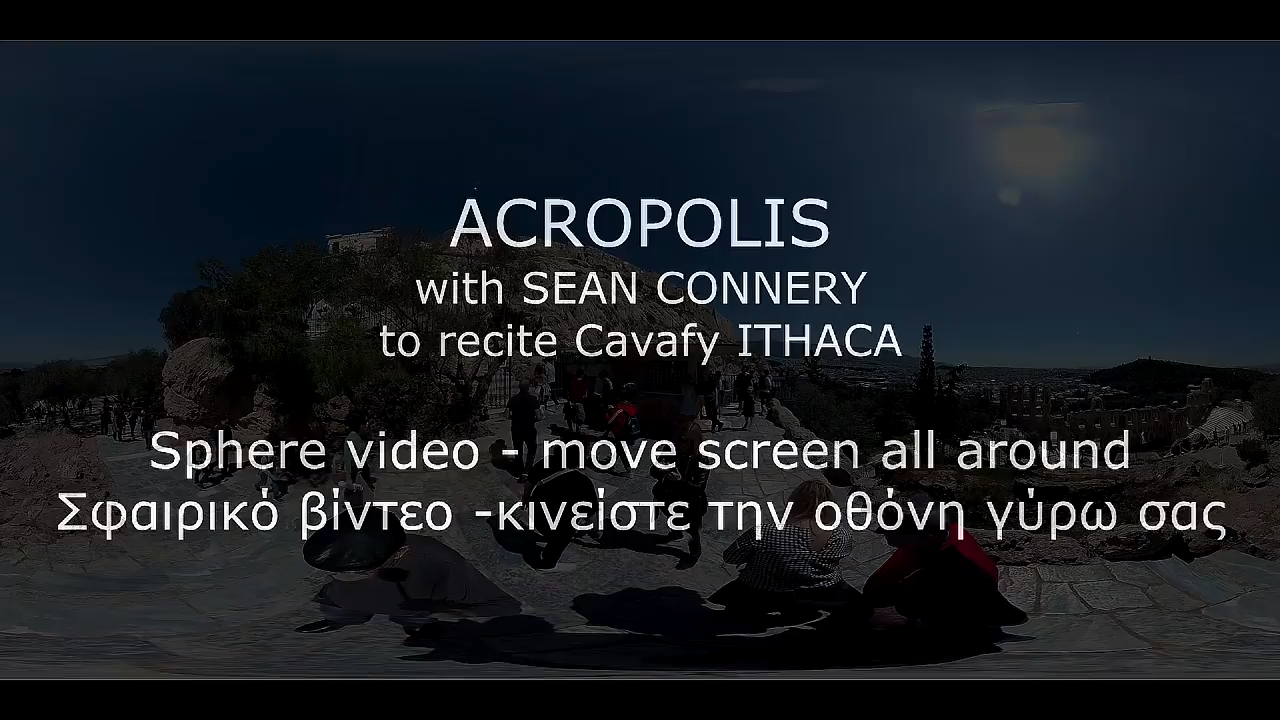 ACROPOLIS
with SEAN CONNERY
to recite Cavafy ITHACA
Sphere video - move screen all around
Σφαιρικό βίντεο -κινείστε την οθόνη γύρω σας